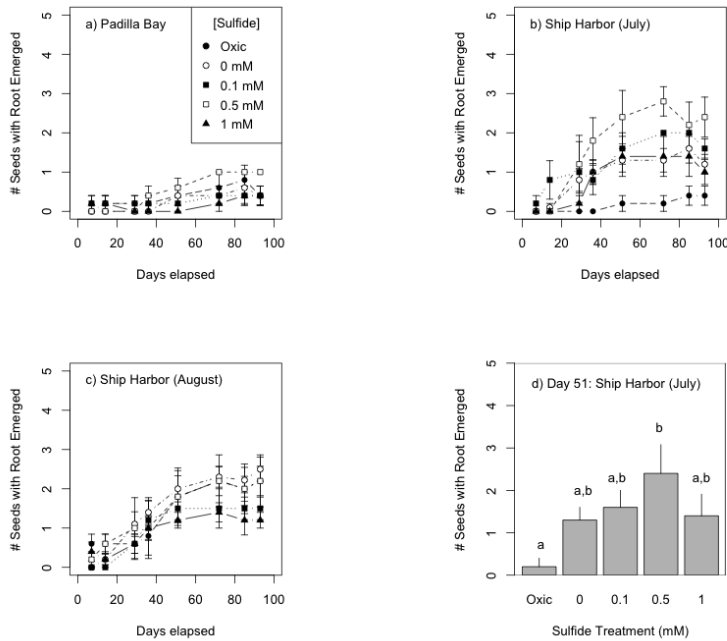 a) Padilla Bay
[Sulfide]
Oxic
0 mM
0.1 mM
0.5 mM
1 mM
# Seeds with Root Emerged
0 1 2 3 4 5
0 20 40 60 80 100
Days elapsed
b) Ship Harbor (July)
# Seeds with Root Emerged
0 1 2 3 4 5
0 20 40 60 80 100
Days elapsed
c) Ship Harbor (August)
# Seeds with Root Emerged
0 1 2 3 4 5
0 20 40 60 80 100
Days elapsed
d) Day 51: Ship Harbor (July)
# Seeds with Root Emerged
0 1 2 3 4 5
a a,b a,b b a,b
Oxic 0 0.1 0.5 1
Sulfide Treatment (mM)